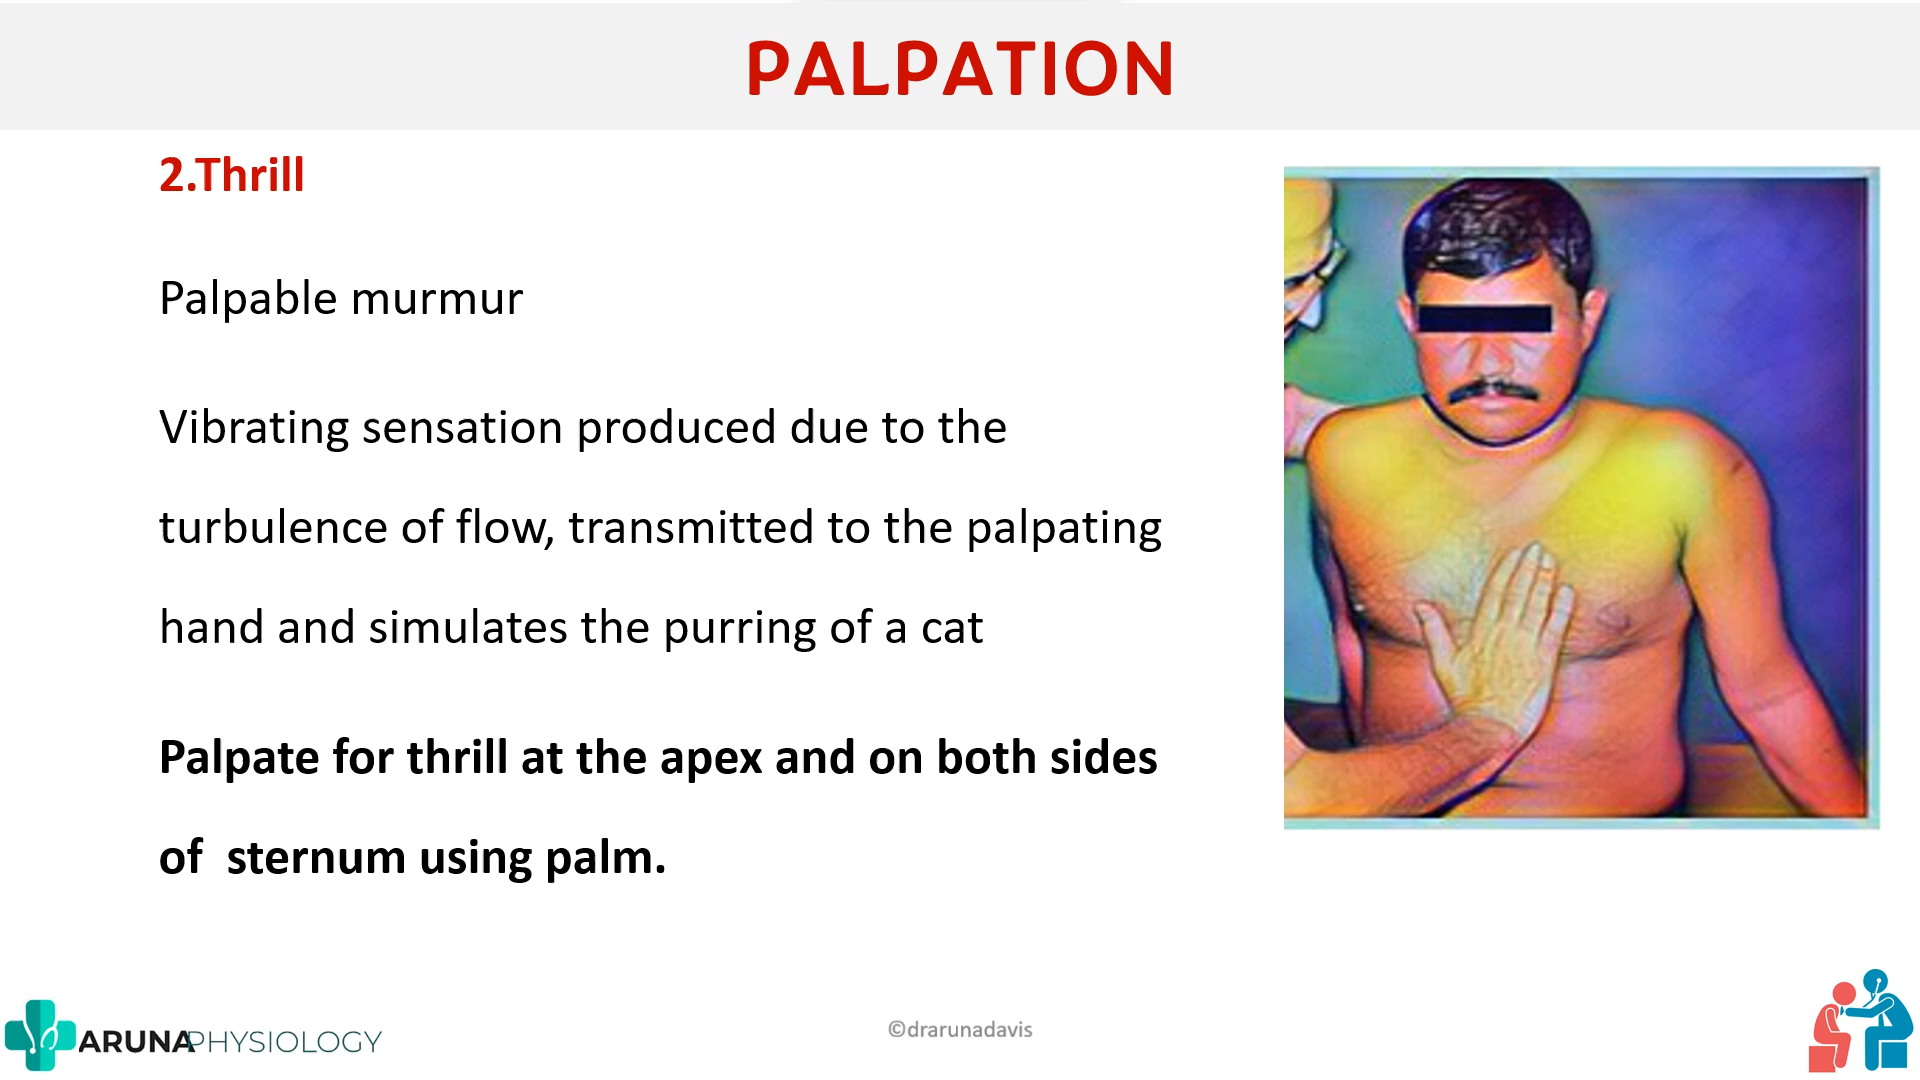 PALPATION
2.Thrill
Palpable murmur
Vibrating sensation produced due to the
turbulence of flow, transmitted to the palpating
hand and simulates the purring of a cat
Palpate for thrill at the apex and on both sides
of  sternum using palm.
ARUNAPHYSIOLOGY
©drarunadavis